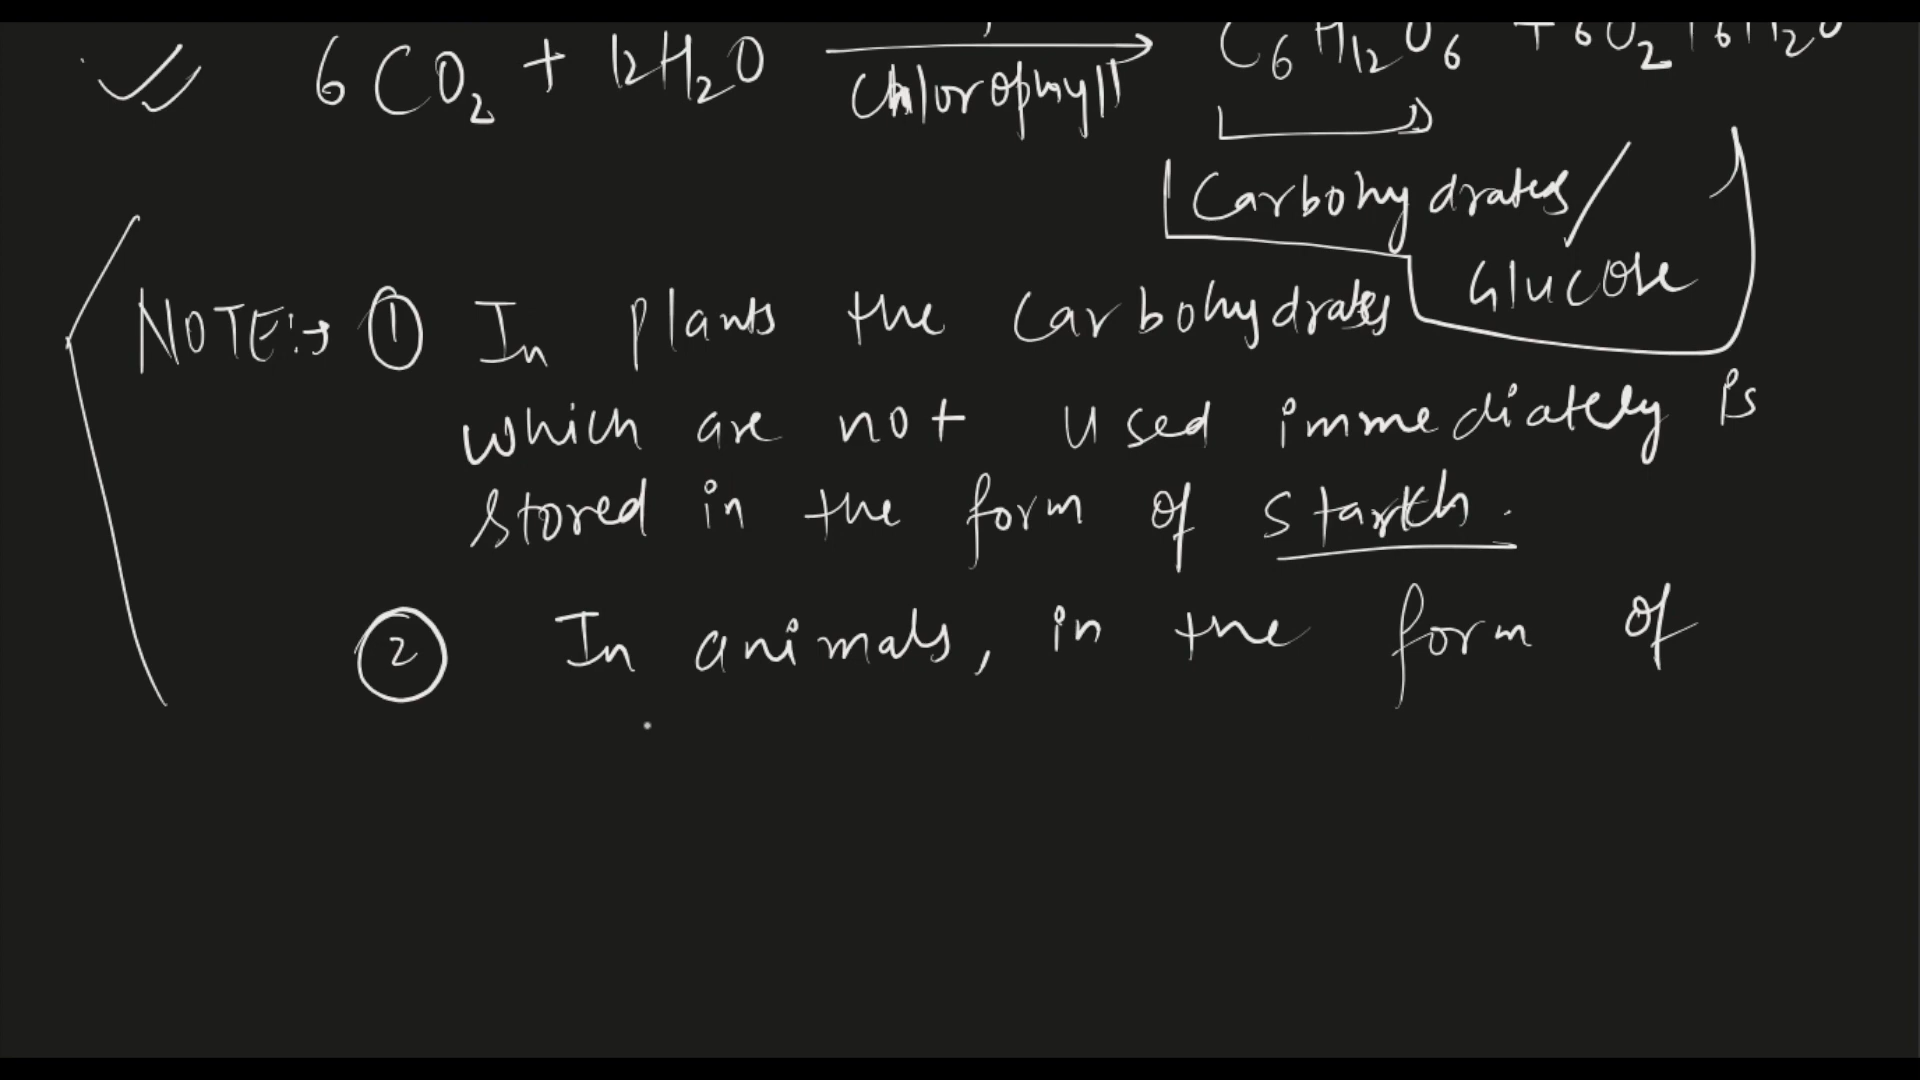 6CO₂ + 12H₂O Chlorophyll C₆H₁₂O₆ + 6O₂ + 6H₂O
Carbohydrates/
Glucose
NOTE:→ ① In plants the Carbohydrates
which are not used immediately is
stored in the form of starch.
② In animals, in the form of